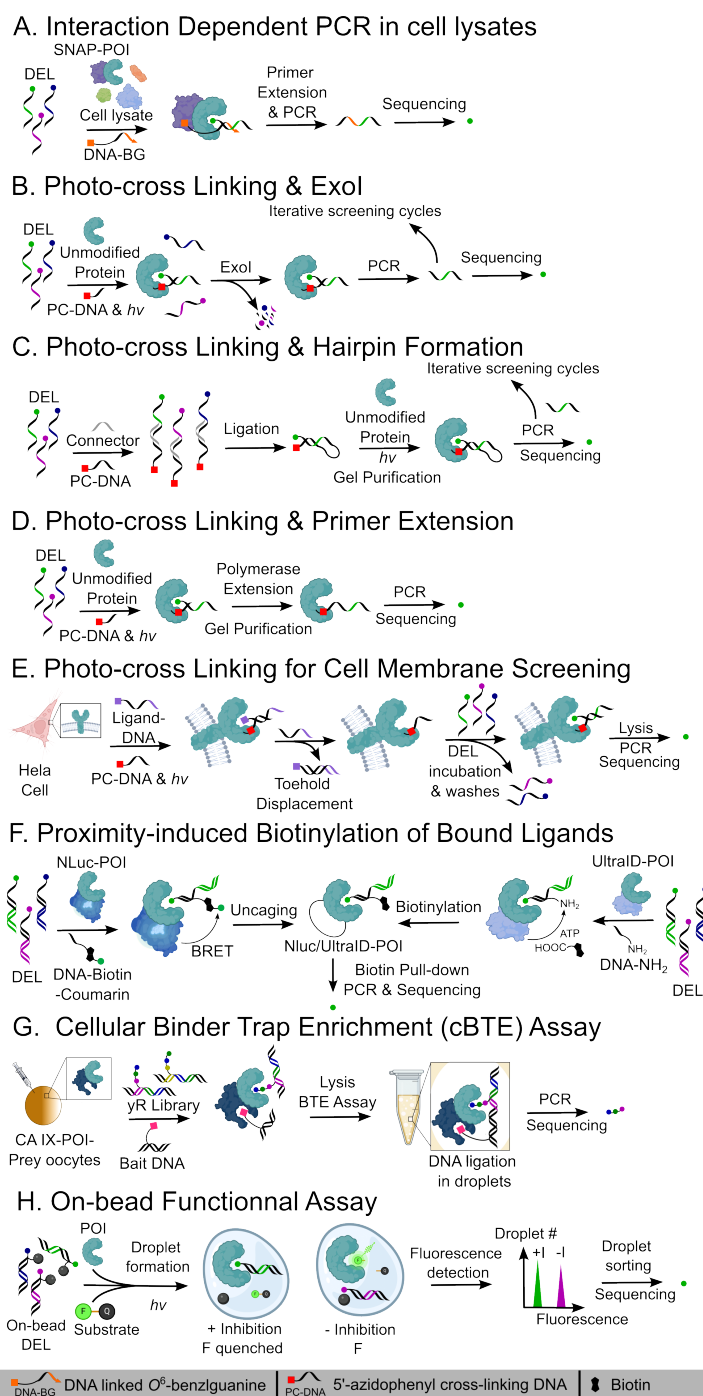 A. Interaction Dependent PCR in cell lysates
SNAP-POI
DEL
Cell lysate
DNA-BG
Primer
Extension
& PCR
Sequencing
B. Photo-cross Linking & ExoI
Iterative screening cycles
DEL
Unmodified
Protein
PC-DNA & hv
ExoI
PCR
Sequencing
C. Photo-cross Linking & Hairpin Formation
Iterative screening cycles
DEL
Connector
PC-DNA
Ligation
Unmodified
Protein
hv
Gel Purification
PCR
Sequencing
D. Photo-cross Linking & Primer Extension
DEL
Unmodified
Protein
PC-DNA & hv
Polymerase
Extension
Gel Purification
PCR
Sequencing
E. Photo-cross Linking for Cell Membrane Screening
Hela
Cell
Ligand-
DNA
PC-DNA & hv
Toehold
Displacement
DEL
incubation
& washes
Lysis
PCR
Sequencing
F. Proximity-induced Biotinylation of Bound Ligands
NLuc-POI
DEL
DNA-Biotin
-Coumarin
BRET
Uncaging
Nluc/UltraID-POI
Biotin Pull-down
PCR & Sequencing
Biotinylation
NH2
ATP
HOOC
UltraID-POI
NH2
DNA-NH2
DEL
G. Cellular Binder Trap Enrichment (cBTE) Assay
CA IX-POI-
Prey oocytes
yR Library
Bait DNA
Lysis
BTE Assay
DNA ligation
in droplets
PCR
Sequencing
H. On-bead Functionnal Assay
POI
On-bead
DEL
F Q
Substrate
Droplet
formation
hv
F Q
+ Inhibition
F quenched
F Q
- Inhibition
F
Fluorescence
detection
Droplet #
+I -I
Fluorescence
Droplet
sorting
Sequencing
DNA-BG DNA linked O6-benzlguanine
PC-DNA 5'-azidophenyl cross-linking DNA
Biotin